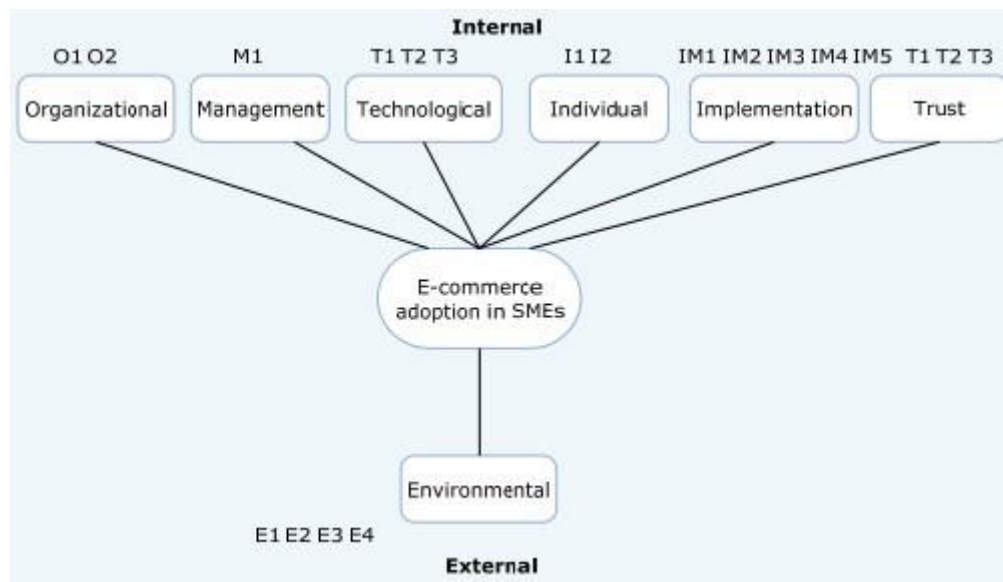 Internal
O1 O2 M1 T1 T2 T3 I1 I2 IM1 IM2 IM3 IM4 IM5 T1 T2 T3
Organizational Management Technological Individual Implementation Trust
E-commerce
adoption in SMEs
Environmental
E1 E2 E3 E4
External